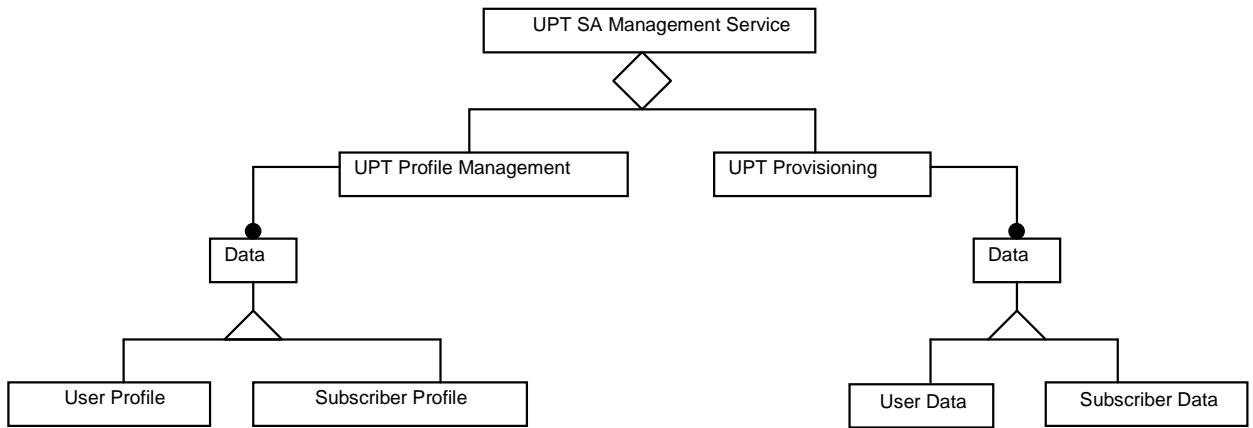 UPT SA Management Service
UPT Profile Management
UPT Provisioning
Data
Data
User Profile
Subscriber Profile
User Data
Subscriber Data